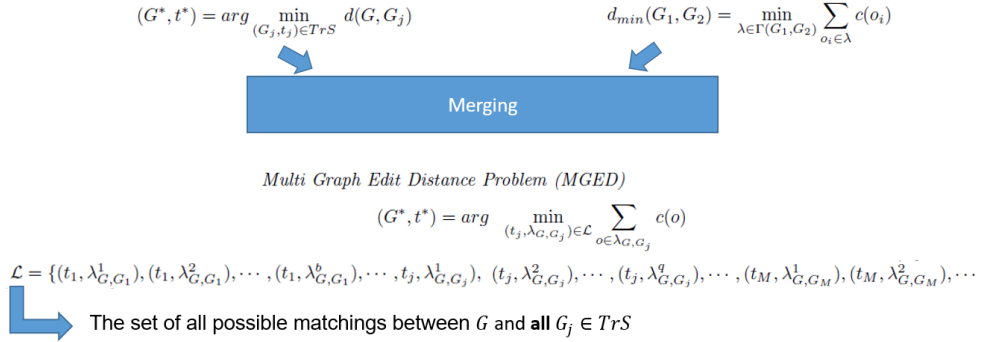 (G*, t*) = arg min_{(G_j,t_j)∈TrS} d(G, G_j)
d_{min}(G_1, G_2) = min_{λ∈Γ(G_1,G_2)} ∑_{o_i∈λ} c(o_i)
Merging
Multi Graph Edit Distance Problem (MGED)
(G*, t*) = arg min_{(t_j,λ_{G,G_j})∈ℒ} ∑_{o∈λ_{G,G_j}} c(o)
ℒ = {(t_1, λ^1_{G,G_1}), (t_1, λ^2_{G,G_1}), ⋯ , (t_1, λ^b_{G,G_1}), ⋯ , t_j, λ^1_{G,G_j}), (t_j, λ^2_{G,G_j}), ⋯ , (t_j, λ^q_{G,G_j}), ⋯ , (t_M, λ^1_{G,G_M}), (t_M, λ^2_{G,G_M}), ⋯
The set of all possible matchings between G and all G_j ∈ TrS